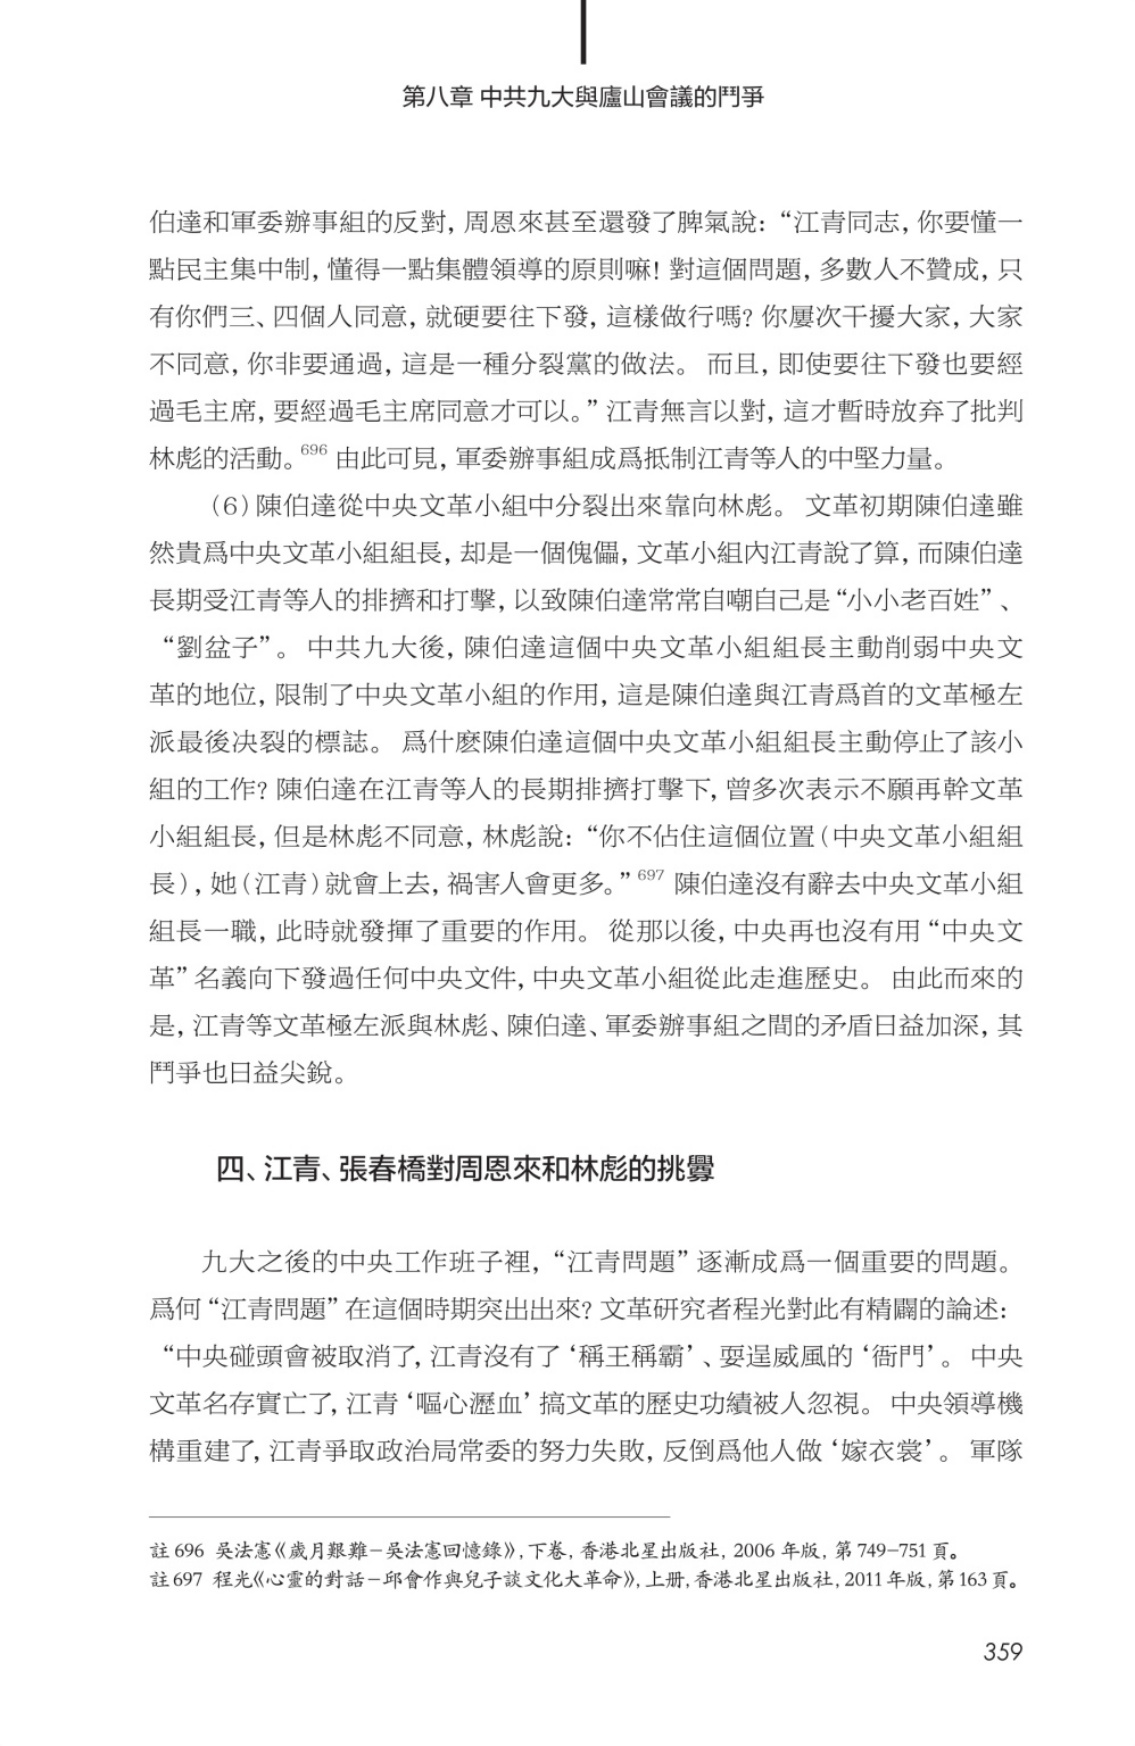 第八章 中共九大與廬山會議的鬥爭
伯達和軍委辦事組的反對，周恩來甚至還發了脾氣說：“江青同志，你要懂一
點民主集中制，懂得一點集體領導的原則嘛！對這個問題，多數人不贊成，只
有你們三、四個人同意，就硬要往下發，這樣做行嗎？你屢次干擾大家，大家
不同意，你非要通過，這是一種分裂黨的做法。而且，即使要往下發也要經
過毛主席，要經過毛主席同意才可以。”江青無言以對，這才暫時放弃了批判
林彪的活動。696 由此可見，軍委辦事組成爲抵制江青等人的中堅力量。
（6）陳伯達從中央文革小組中分裂出來靠向林彪。文革初期陳伯達雖
然貴爲中央文革小組組長，却是一個傀儡，文革小組內江青說了算，而陳伯達
長期受江青等人的排擠和打擊，以致陳伯達常常自嘲自己是“小小老百姓”、
“劉盆子”。中共九大後，陳伯達這個中央文革小組組長主動削弱中央文
革的地位，限制了中央文革小組的作用，這是陳伯達與江青爲首的文革極左
派最後决裂的標誌。爲什麽陳伯達這個中央文革小組組長主動停止了該小
組的工作？陳伯達在江青等人的長期排擠打擊下，曾多次表示不願再幹文革
小組組長，但是林彪不同意，林彪說：“你不佔住這個位置（中央文革小組組
長），她（江青）就會上去，禍害人會更多。”697 陳伯達沒有辭去中央文革小組
組長一職，此時就發揮了重要的作用。從那以後，中央再也沒有用“中央文
革”名義向下發過任何中央文件，中央文革小組從此走進歷史。由此而來的
是，江青等文革極左派與林彪、陳伯達、軍委辦事組之間的矛盾日益加深，其
鬥爭也日益尖銳。
四、江青、張春橋對周恩來和林彪的挑釁
九大之後的中央工作班子裡，“江青問題”逐漸成爲一個重要的問題。
爲何“江青問題”在這個時期突出出來？文革研究者程光對此有精闢的論述：
“中央碰頭會被取消了，江青沒有了‘稱王稱霸’、耍逞威風的‘衙門’。中央
文革名存實亡了，江青‘嘔心瀝血’搞文革的歷史功績被人忽視。中央領導機
構重建了，江青爭取政治局常委的努力失敗，反倒爲他人做‘嫁衣裳’。軍隊
註 696 吳法憲《歲月艱難－吳法憲回憶錄》，下卷，香港北星出版社，2006 年版，第 749-751 頁。
註 697 程光《心靈的對話－邱會作與兒子談文化大革命》，上册，香港北星出版社，2011 年版，第 163 頁。
359